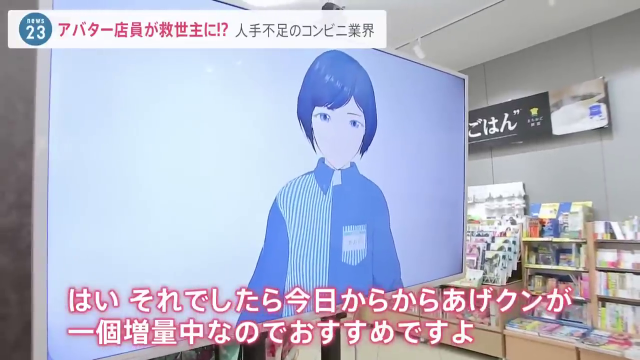 news
23
アバター店員が救世主に!? 人手不足のコンビニ業界
ごはん"
はい それでしたら今日からからあげクンが
一個増量中なのでおすすめですよ